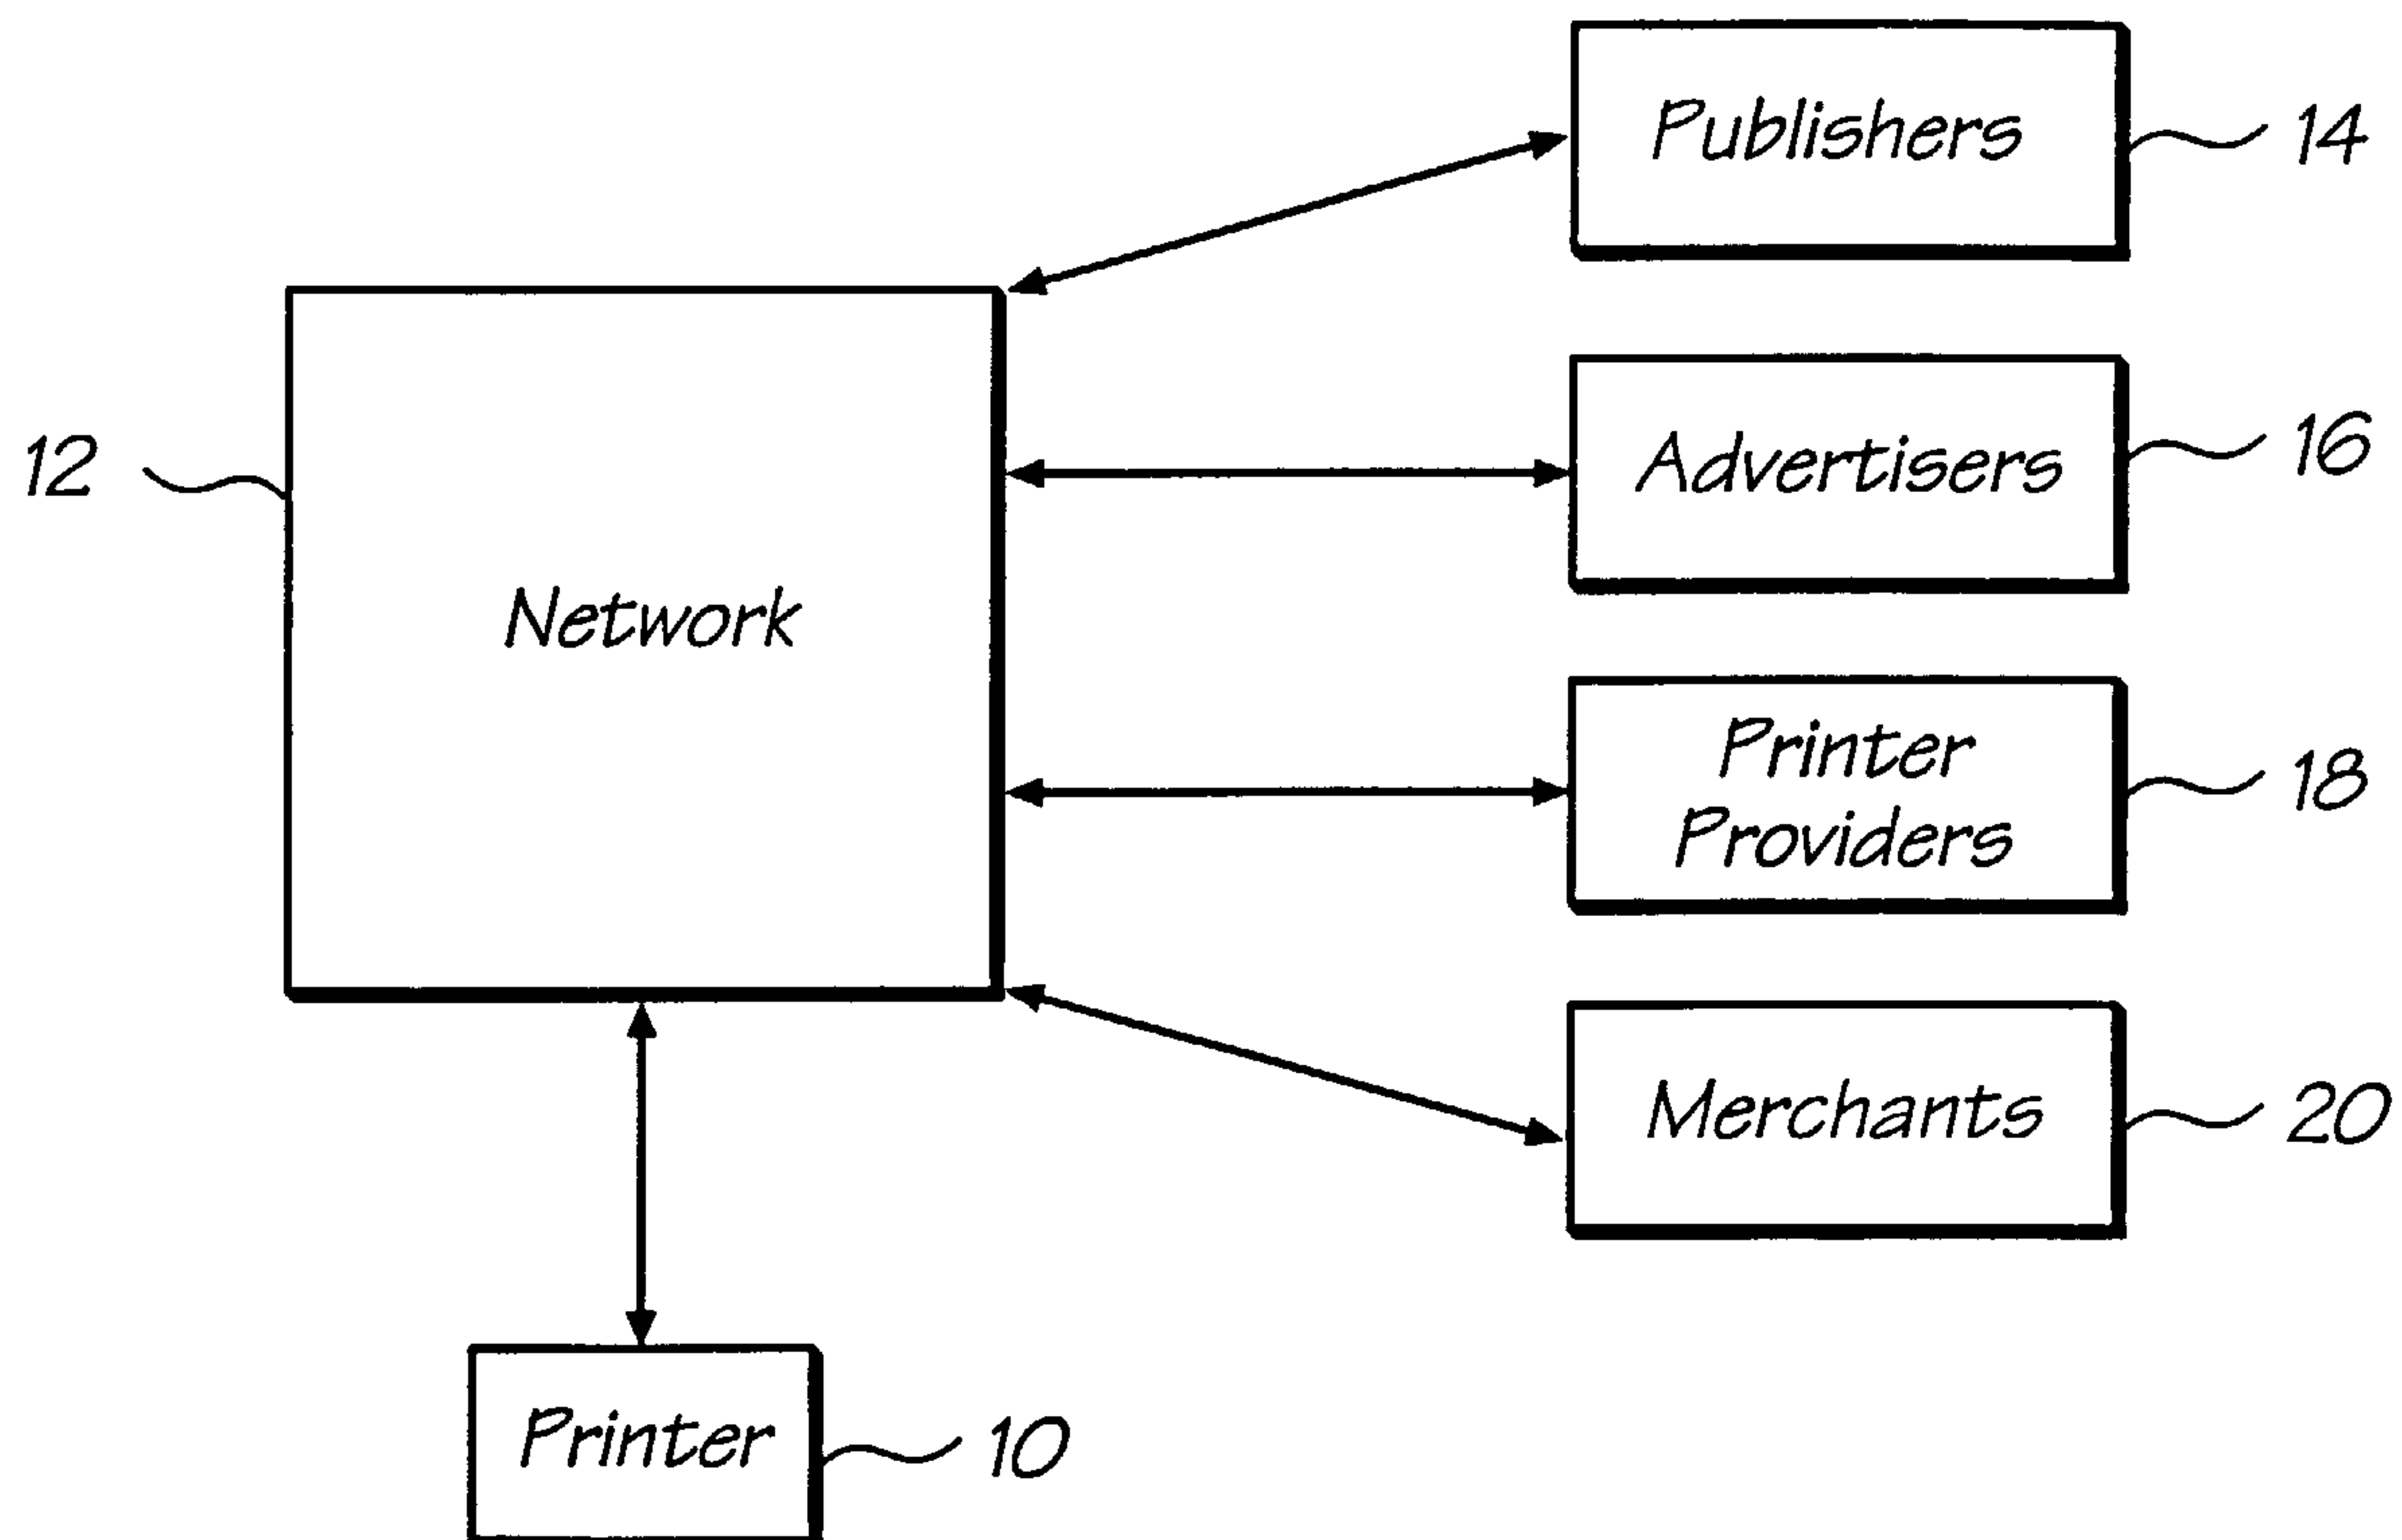 Publishers
14
12
Network
Advertisers
16
Printer
Providers
18
Merchants
20
Printer
10